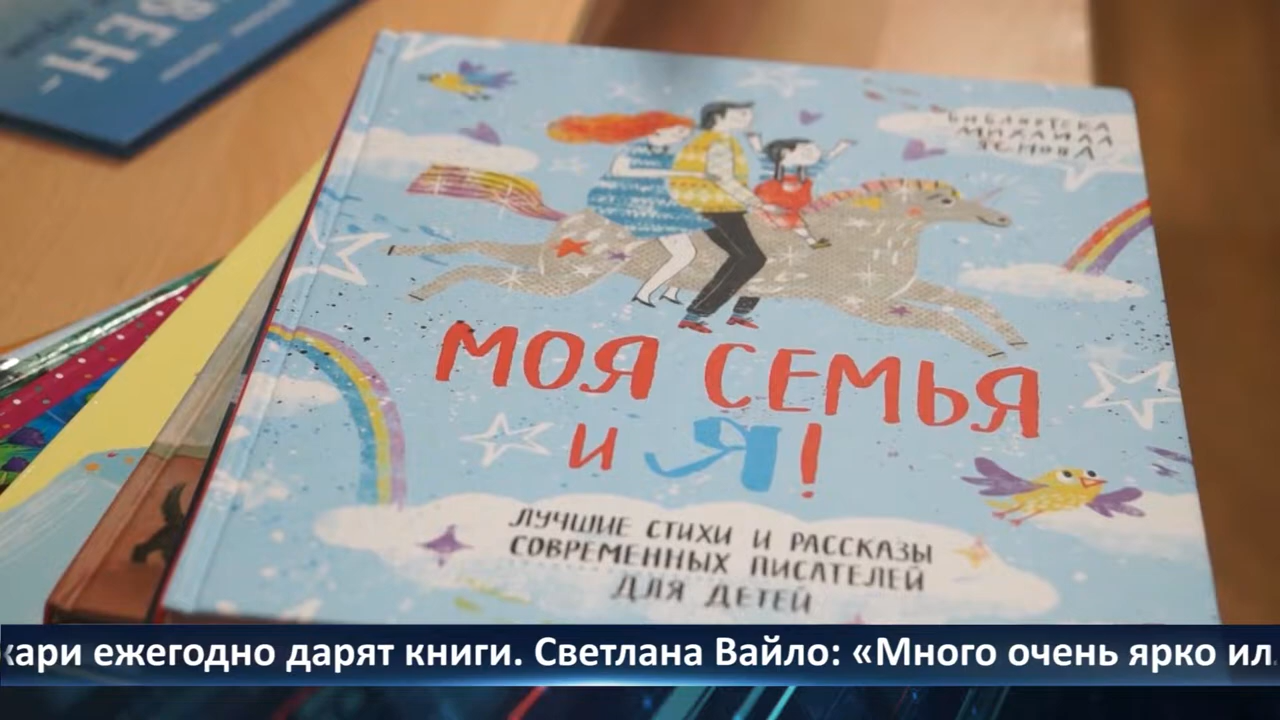 БИБЛИОТЕКА
МИХАИЛА
ЯСНОВА
МОЯ СЕМЬЯ
И Я!
ЛУЧШИЕ СТИХИ И РАССКАЗЫ
СОВРЕМЕННЫХ ПИСАТЕЛЕЙ
ДЛЯ ДЕТЕЙ
кари ежегодно дарят книги. Светлана Вайло: «Много очень ярко ил